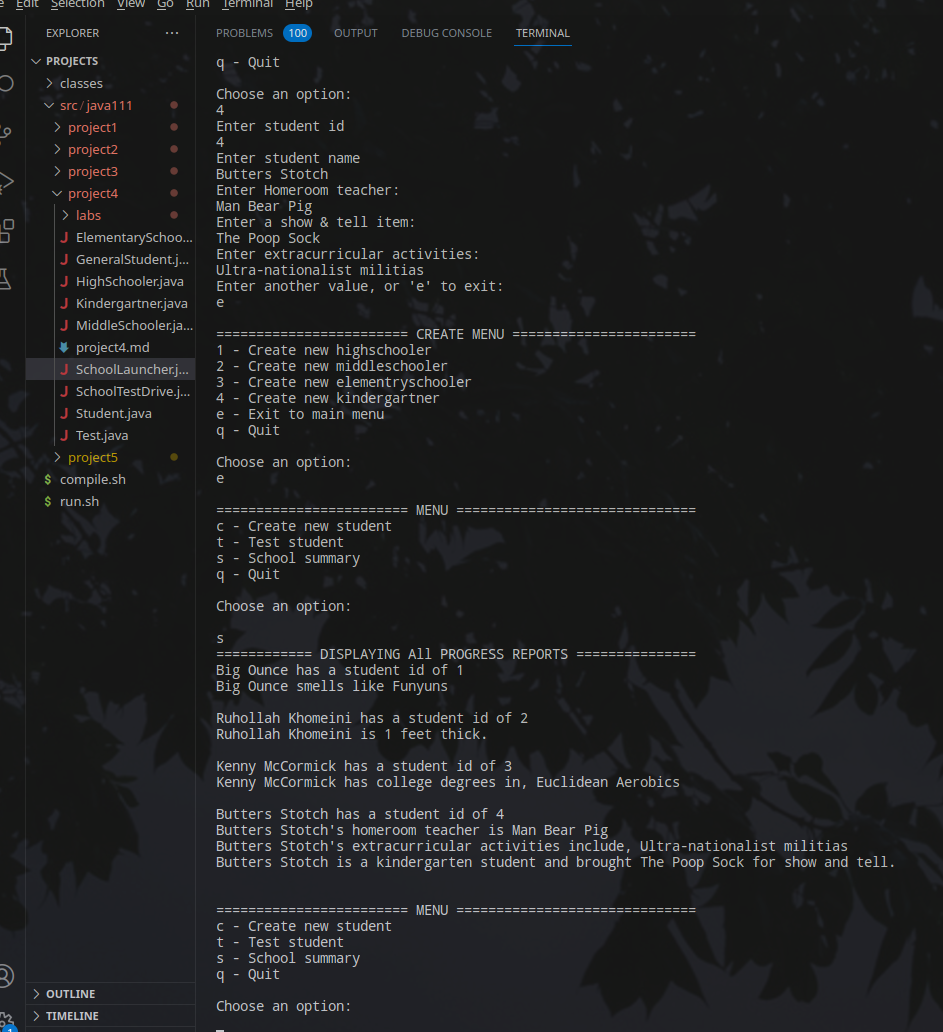 Edit Selection View Go Run Terminal Help
EXPLORER ...
PROJECTS
classes
src / java111
project1
project2
project3
project4
labs
ElementarySchoo...
GeneralStudent.j...
HighSchooler.java
Kindergartner.java
MiddleSchooler.ja...
project4.md
SchoolLauncher.j...
SchoolTestDrive.j...
Student.java
Test.java
project5
compile.sh
run.sh
OUTLINE
TIMELINE
PROBLEMS 100 OUTPUT DEBUG CONSOLE TERMINAL
q - Quit
Choose an option:
4
Enter student id
4
Enter student name
Butters Stotch
Enter Homeroom teacher:
Man Bear Pig
Enter a show & tell item:
The Poop Sock
Enter extracurricular activities:
Ultra-nationalist militias
Enter another value, or 'e' to exit:
e
======================== CREATE MENU =======================
1 - Create new highschooler
2 - Create new middleschooler
3 - Create new elementryschooler
4 - Create new kindergartner
e - Exit to main menu
q - Quit
Choose an option:
e
======================== MENU ==============================
c - Create new student
t - Test student
s - School summary
q - Quit
Choose an option:
s
============ DISPLAYING All PROGRESS REPORTS ===============
Big Ounce has a student id of 1
Big Ounce smells like Funyuns
Ruhollah Khomeini has a student id of 2
Ruhollah Khomeini is 1 feet thick.
Kenny McCormick has a student id of 3
Kenny McCormick has college degrees in, Euclidean Aerobics
Butters Stotch has a student id of 4
Butters Stotch's homeroom teacher is Man Bear Pig
Butters Stotch's extracurricular activities include, Ultra-nationalist militias
Butters Stotch is a kindergarten student and brought The Poop Sock for show and tell.
======================== MENU ==============================
c - Create new student
t - Test student
s - School summary
q - Quit
Choose an option: